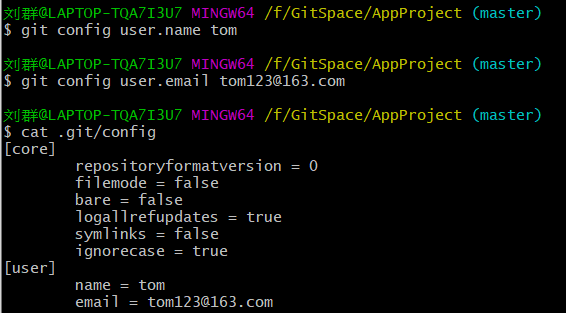 刘群@LAPTOP-TQA7I3U7 MINGW64 /f/GitSpace/AppProject (master)
$ git config user.name tom
刘群@LAPTOP-TQA7I3U7 MINGW64 /f/GitSpace/AppProject (master)
$ git config user.email tom123@163.com
刘群@LAPTOP-TQA7I3U7 MINGW64 /f/GitSpace/AppProject (master)
$ cat .git/config
[core]
        repositoryformatversion = 0
        filemode = false
        bare = false
        logallrefupdates = true
        symlinks = false
        ignorecase = true
[user]
        name = tom
        email = tom123@163.com